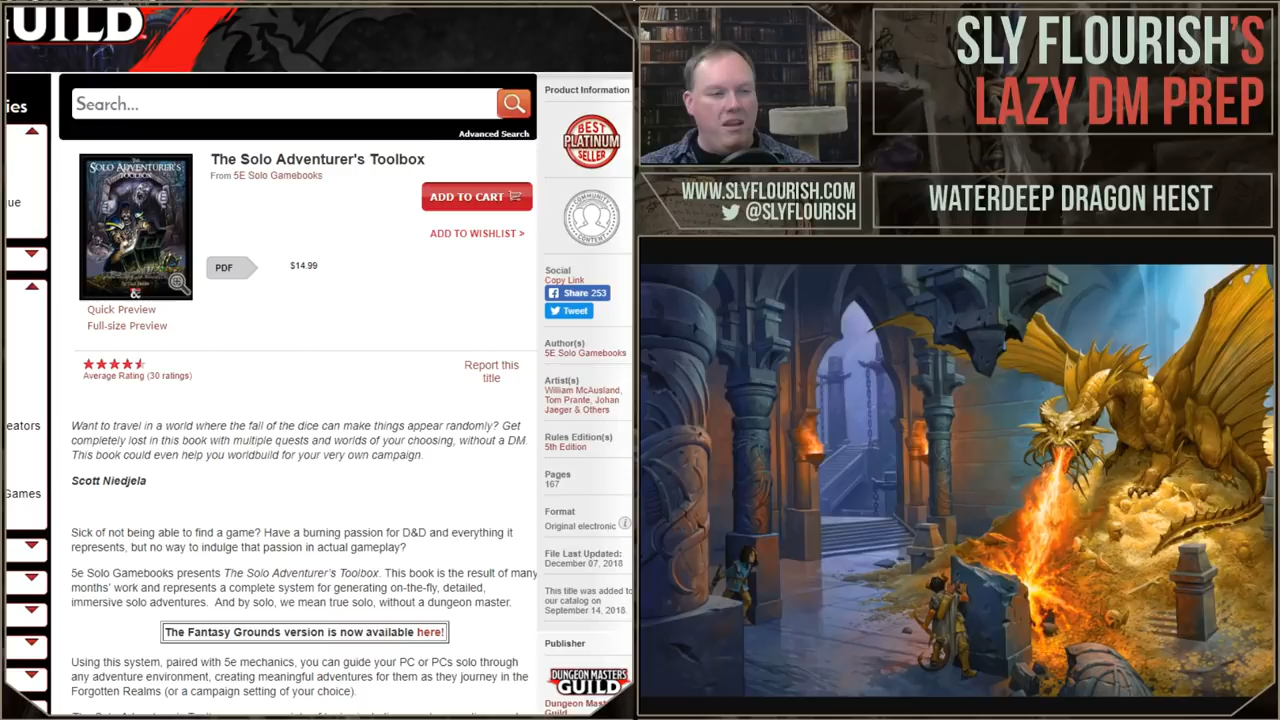 GUILD
ies
ue
eators
Games
Search...
Advanced Search
THE
SOLO ADVENTURER'S
TOOLBOX
The Solo Adventurer's Toolbox
From 5E Solo Gamebooks
ADD TO CART
ADD TO WISHLIST >
PDF
$14.99
Quick Preview
Full-size Preview
Average Rating (30 ratings)
Report this
title
Want to travel in a world where the fall of the dice can make things appear randomly? Get
completely lost in this book with multiple quests and worlds of your choosing, without a DM.
This book could even help you worldbuild for your very own campaign.
Scott Niedjela
Sick of not being able to find a game? Have a burning passion for D&D and everything it
represents, but no way to indulge that passion in actual gameplay?
5e Solo Gamebooks presents The Solo Adventurer's Toolbox. This book is the result of many
months' work and represents a complete system for generating on-the-fly, detailed,
immersive solo adventures. And by solo, we mean true solo, without a dungeon master.
The Fantasy Grounds version is now available here!
Using this system, paired with 5e mechanics, you can guide your PC or PCs solo through
any adventure environment, creating meaningful adventures for them as they journey in the
Forgotten Realms (or a campaign setting of your choice).
Product Information
BEST
PLATINUM
SELLER
COMMUNITY
CONTENT
Social
Copy Link
Share 253
Tweet
Author(s)
5E Solo Gamebooks
Artist(s)
William McAusland,
Tom Prante, Johan
Jaeger & Others
Rules Edition(s)
5th Edition
Pages
167
Format
Original electronic
File Last Updated:
December 07, 2018
This title was added to
our catalog on
September 14, 2018.
Publisher
DUNGEON MASTERS
GUILD
Dungeon Masters
Guild
SLY FLOURISH'S
LAZY DM PREP
WWW.SLYFLOURISH.COM
@SLYFLOURISH
WATERDEEP DRAGON HEIST